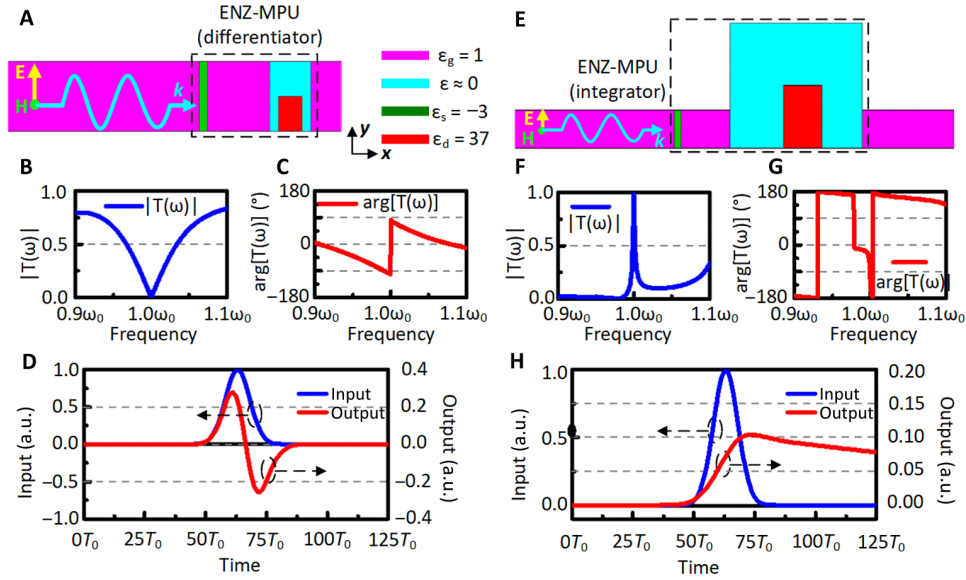 A
ENZ-MPU
(differentiator)
E
H
k
y
x
εg = 1
ε ≈ 0
εs = −3
εd = 37
E
ENZ-MPU
(integrator)
E
H
k
B
1.0
0.5
0.0
|T(ω)|
|T(ω)|
0.9ω₀ 1.0ω₀ 1.1ω₀
Frequency
C
180
0
−180
arg[T(ω)] (°)
arg[T(ω)]
0.9ω₀ 1.0ω₀ 1.1ω₀
Frequency
F
1.0
0.5
0.0
|T(ω)|
|T(ω)|
0.9ω₀ 1.0ω₀ 1.1ω₀
Frequency
G
180
0
−180
arg[T(ω)] (°)
arg[T(ω)|
0.9ω₀ 1.0ω₀ 1.1ω₀
Frequency
D
1.0
0.5
0.0
−0.5
−1.0
Input (a.u.)
Input
Output
0.4
0.2
0.0
−0.2
−0.4
Output (a.u.)
0T₀ 25T₀ 50T₀ 75T₀ 100T₀ 125T₀
Time
H
1.0
0.5
0.0
Input (a.u.)
Input
Output
0.20
0.15
0.10
0.05
0.00
Output (a.u.)
0T₀ 25T₀ 50T₀ 75T₀ 100T₀ 125T₀
Time